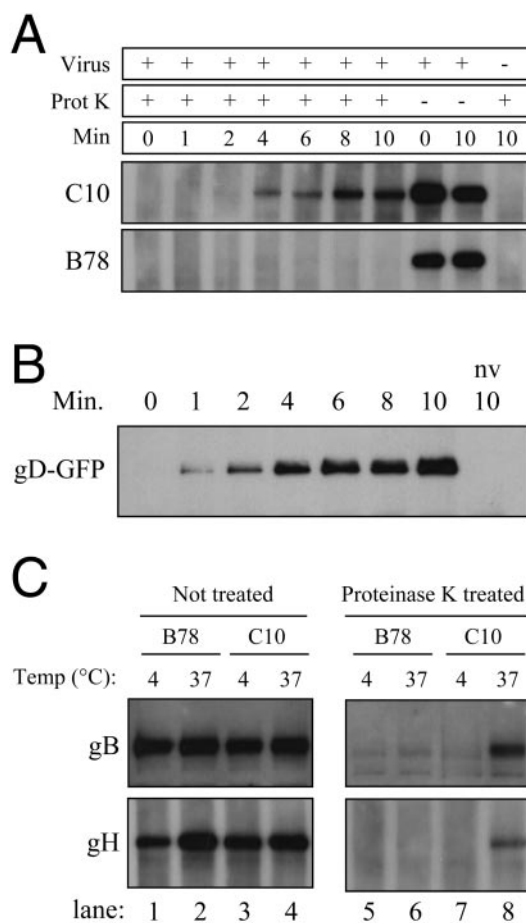 A
Virus + + + + + + + + + -
Prot K + + + + + + + - - +
Min 0 1 2 4 6 8 10 0 10 10
C10
B78
B
nv
Min. 0 1 2 4 6 8 10 10
gD-GFP
C
Not treated Proteinase K treated
B78 C10 B78 C10
Temp (°C): 4 37 4 37 4 37 4 37
gB
gH
lane: 1 2 3 4 5 6 7 8